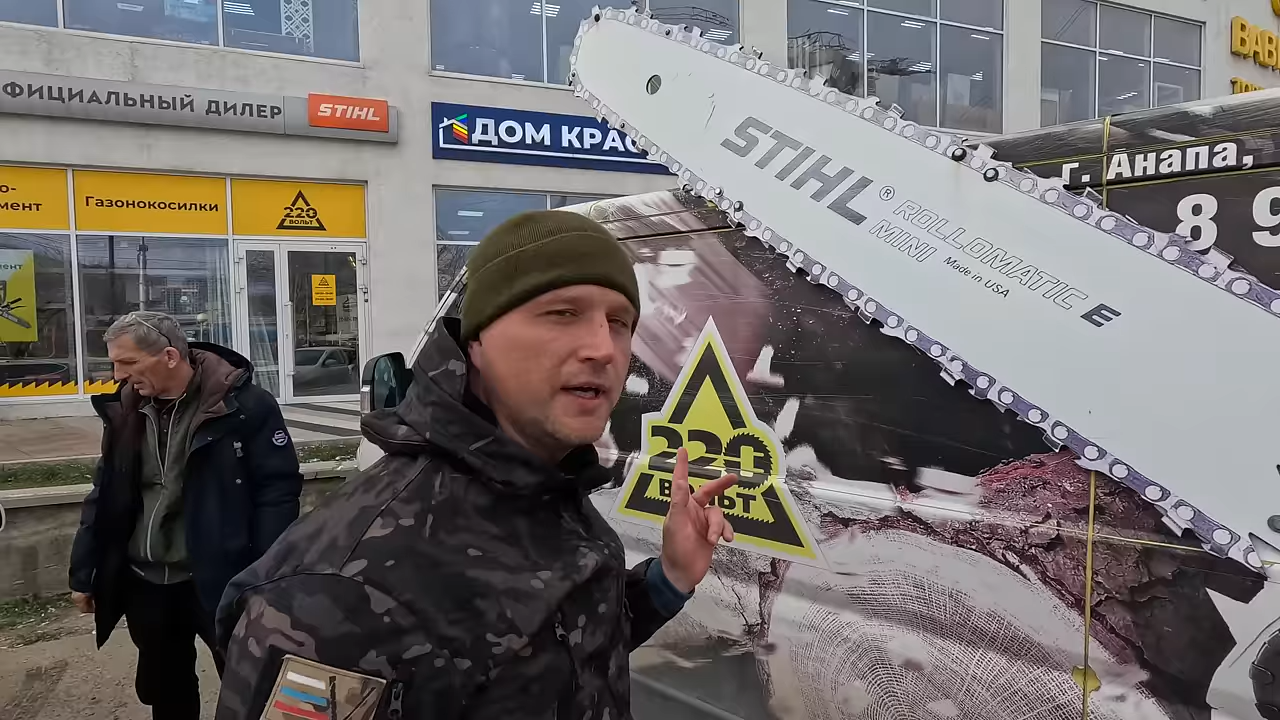 ФИЦИАЛЬНЫЙ ДИЛЕР
STIHL
ДОМ КРАС
мент
Газонокосилки
220
ВОЛЬТ
STIHL®
ROLLOMATIC E
MINI
Made in USA
г. Анапа,
8 9
220
ВОЛЬТ